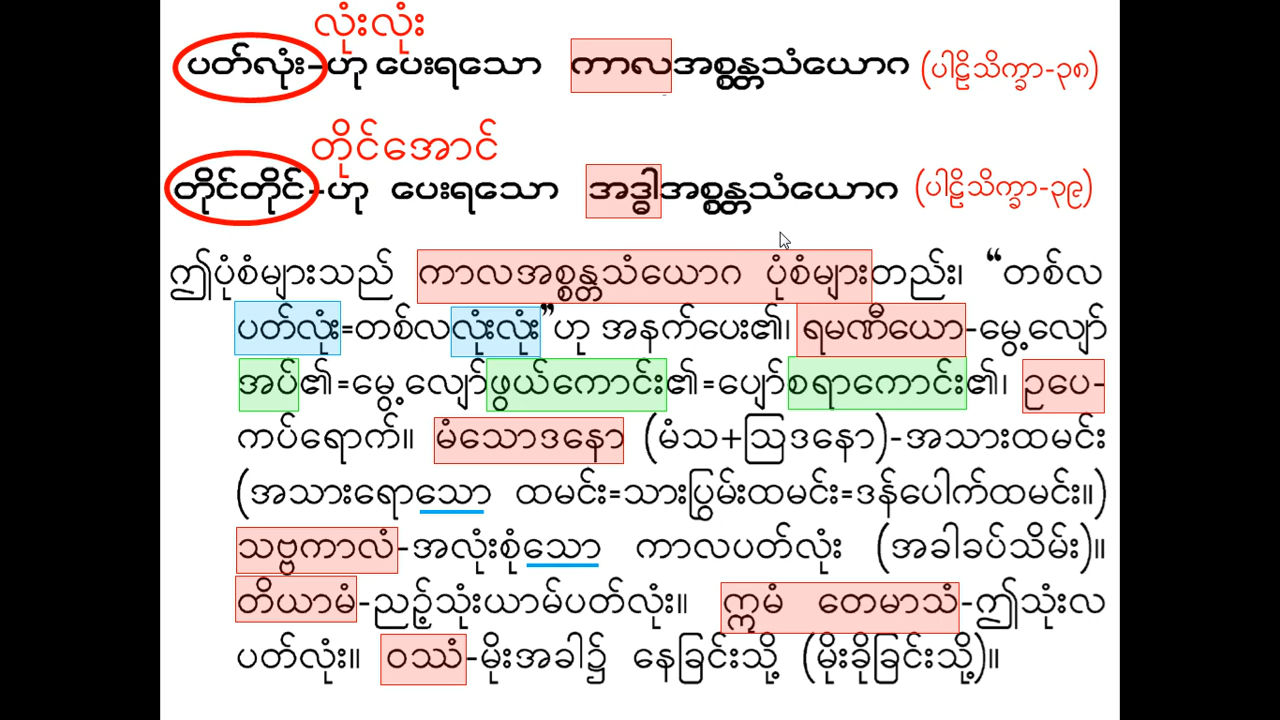 လုံးလုံး
ပတ်လုံး-ဟု ပေးရသော ကာလအစ္စန္တသံယောဂ (ပါဠိသိက္ခာ-၃၈)
တိုင်အောင်
တိုင်တိုင်-ဟု ပေးရသော အဒ္ဓါအစ္စန္တသံယောဂ (ပါဠိသိက္ခာ-၃၉)
ဤပုံစံများသည် ကာလအစ္စန္တသံယောဂ ပုံစံများတည်း၊ “တစ်လ
ပတ်လုံး=တစ်လလုံးလုံး”ဟု အနက်ပေး၏၊ ရမဏီယော-မွေ့လျော်
အပ်၏=မွေ့လျော်ဖွယ်ကောင်း၏=ပျော်စရာကောင်း၏၊ ဥပေ-
ကပ်ရောက်။ မံသောဒနော (မံသ+ဩဒနော)-အသားထမင်း
(အသားရောသော ထမင်း=သားပြွမ်းထမင်း=ဒန်ပေါက်ထမင်း။)
သဗ္ဗကာလံ-အလုံးစုံသော ကာလပတ်လုံး (အခါခပ်သိမ်း)။
တိယာမံ-ညဉ့်သုံးယာမ်ပတ်လုံး။ ဣမံ တေမာသံ-ဤသုံးလ
ပတ်လုံး။ ဝဿံ-မိုးအခါ၌ နေခြင်းသို့ (မိုးခိုခြင်းသို့)။